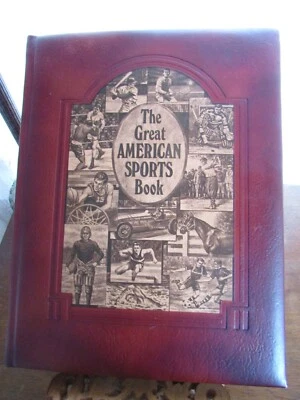 The
Great
AMERICAN
SPORTS
Book